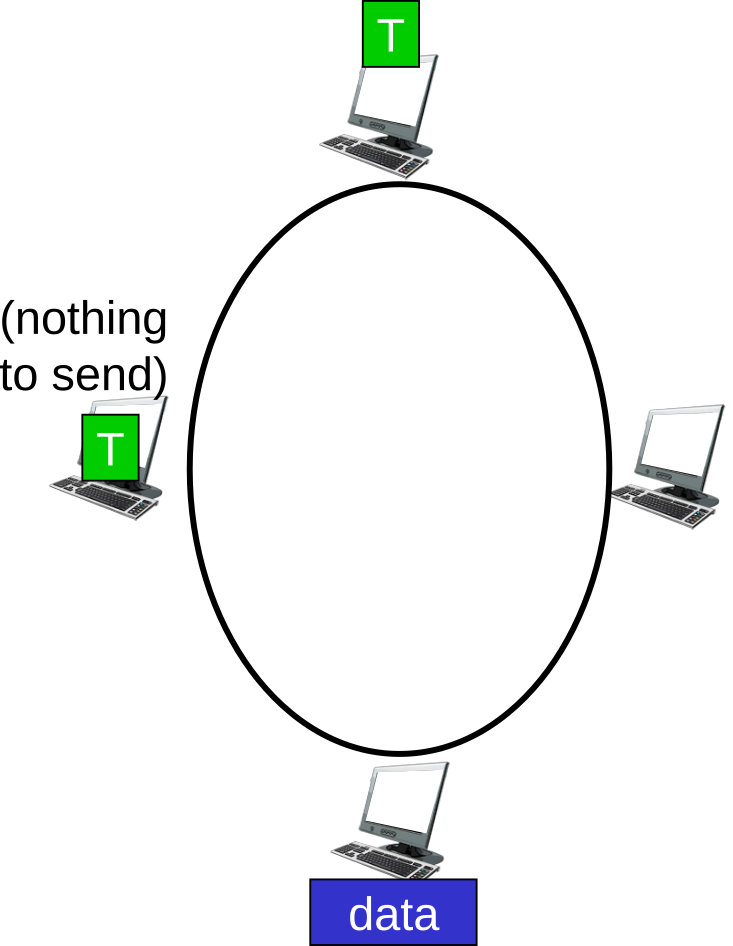 T
(nothing
to send)
T
data